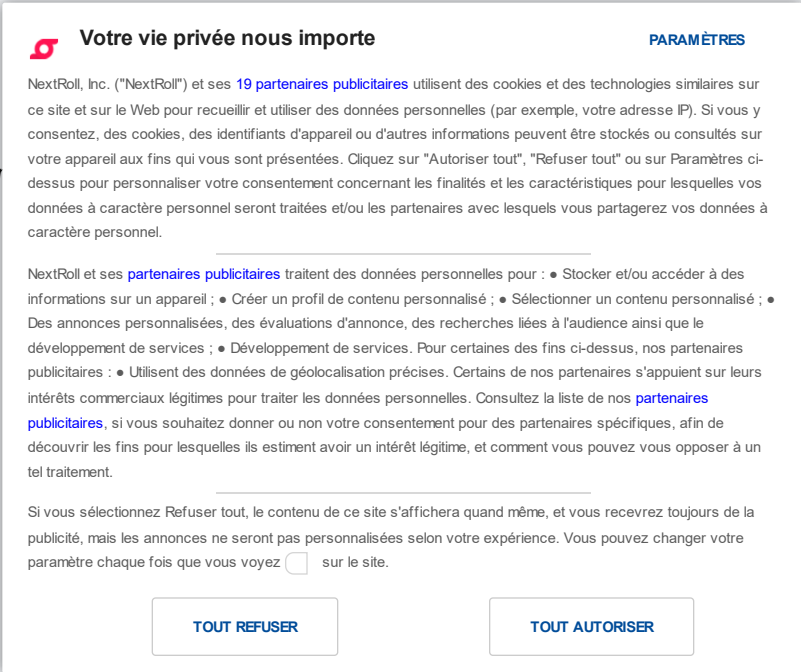 Votre vie privée nous importe
PARAMÈTRES
NextRoll, Inc. ("NextRoll") et ses 19 partenaires publicitaires utilisent des cookies et des technologies similaires sur
ce site et sur le Web pour recueillir et utiliser des données personnelles (par exemple, votre adresse IP). Si vous y
consentez, des cookies, des identifiants d'appareil ou d'autres informations peuvent être stockés ou consultés sur
votre appareil aux fins qui vous sont présentées. Cliquez sur "Autoriser tout", "Refuser tout" ou sur Paramètres ci-
dessus pour personnaliser votre consentement concernant les finalités et les caractéristiques pour lesquelles vos
données à caractère personnel seront traitées et/ou les partenaires avec lesquels vous partagerez vos données à
caractère personnel.
NextRoll et ses partenaires publicitaires traitent des données personnelles pour : ● Stocker et/ou accéder à des
informations sur un appareil ; ● Créer un profil de contenu personnalisé ; ● Sélectionner un contenu personnalisé ; ●
Des annonces personnalisées, des évaluations d'annonce, des recherches liées à l'audience ainsi que le
développement de services ; ● Développement de services. Pour certaines des fins ci-dessus, nos partenaires
publicitaires : ● Utilisent des données de géolocalisation précises. Certains de nos partenaires s'appuient sur leurs
intérêts commerciaux légitimes pour traiter les données personnelles. Consultez la liste de nos partenaires
publicitaires, si vous souhaitez donner ou non votre consentement pour des partenaires spécifiques, afin de
découvrir les fins pour lesquelles ils estiment avoir un intérêt légitime, et comment vous pouvez vous opposer à un
tel traitement.
Si vous sélectionnez Refuser tout, le contenu de ce site s'affichera quand même, et vous recevrez toujours de la
publicité, mais les annonces ne seront pas personnalisées selon votre expérience. Vous pouvez changer votre
paramètre chaque fois que vous voyez sur le site.
TOUT REFUSER
TOUT AUTORISER